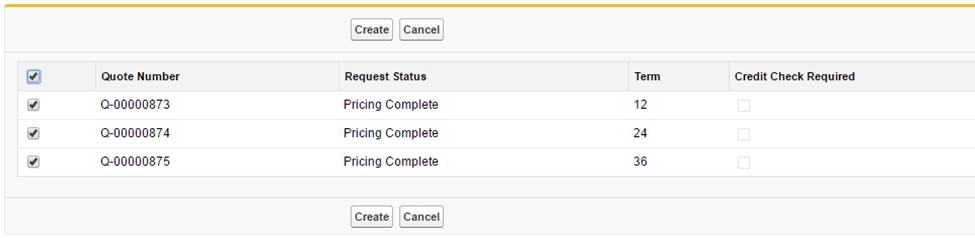 Create Cancel
Quote Number Request Status Term Credit Check Required
Q-00000873 Pricing Complete 12
Q-00000874 Pricing Complete 24
Q-00000875 Pricing Complete 36
Create Cancel